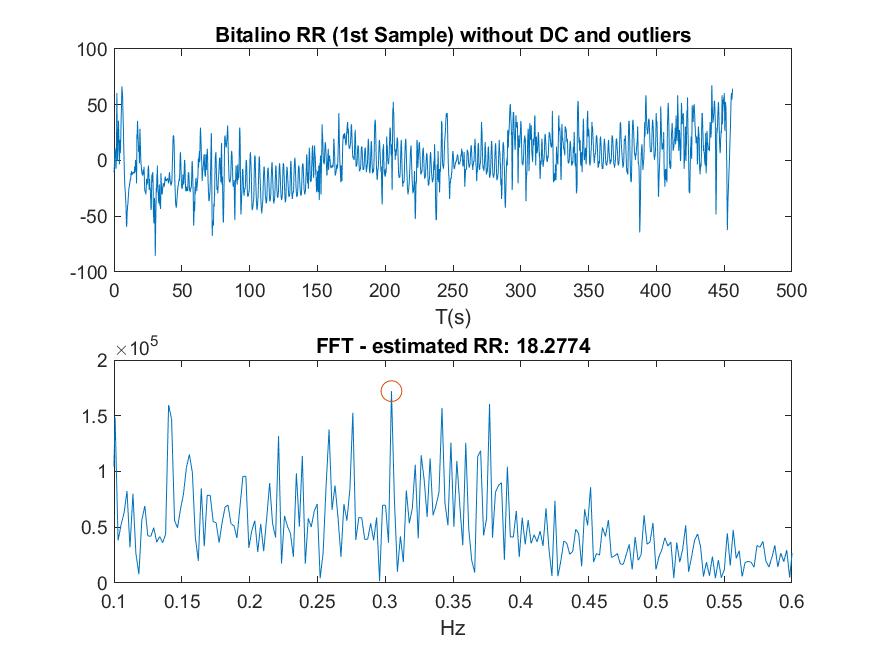 Bitalino RR (1st Sample) without DC and outliers
100
50
0
-50
-100
0 50 100 150 200 250 300 350 400 450 500
T(s)
FFT - estimated RR: 18.2774
×10^5
2
1.5
1
0.5
0
0.1 0.15 0.2 0.25 0.3 0.35 0.4 0.45 0.5 0.55 0.6
Hz